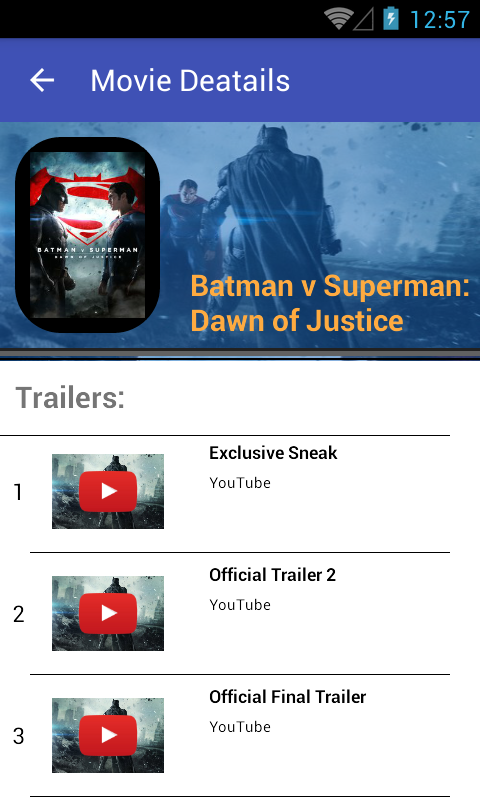 12:57
Movie Deatails
BATMAN v SUPERMAN
DAWN OF JUSTICE
Batman v Superman:
Dawn of Justice
Trailers:
Exclusive Sneak
1
YouTube
Official Trailer 2
2
YouTube
Official Final Trailer
3
YouTube